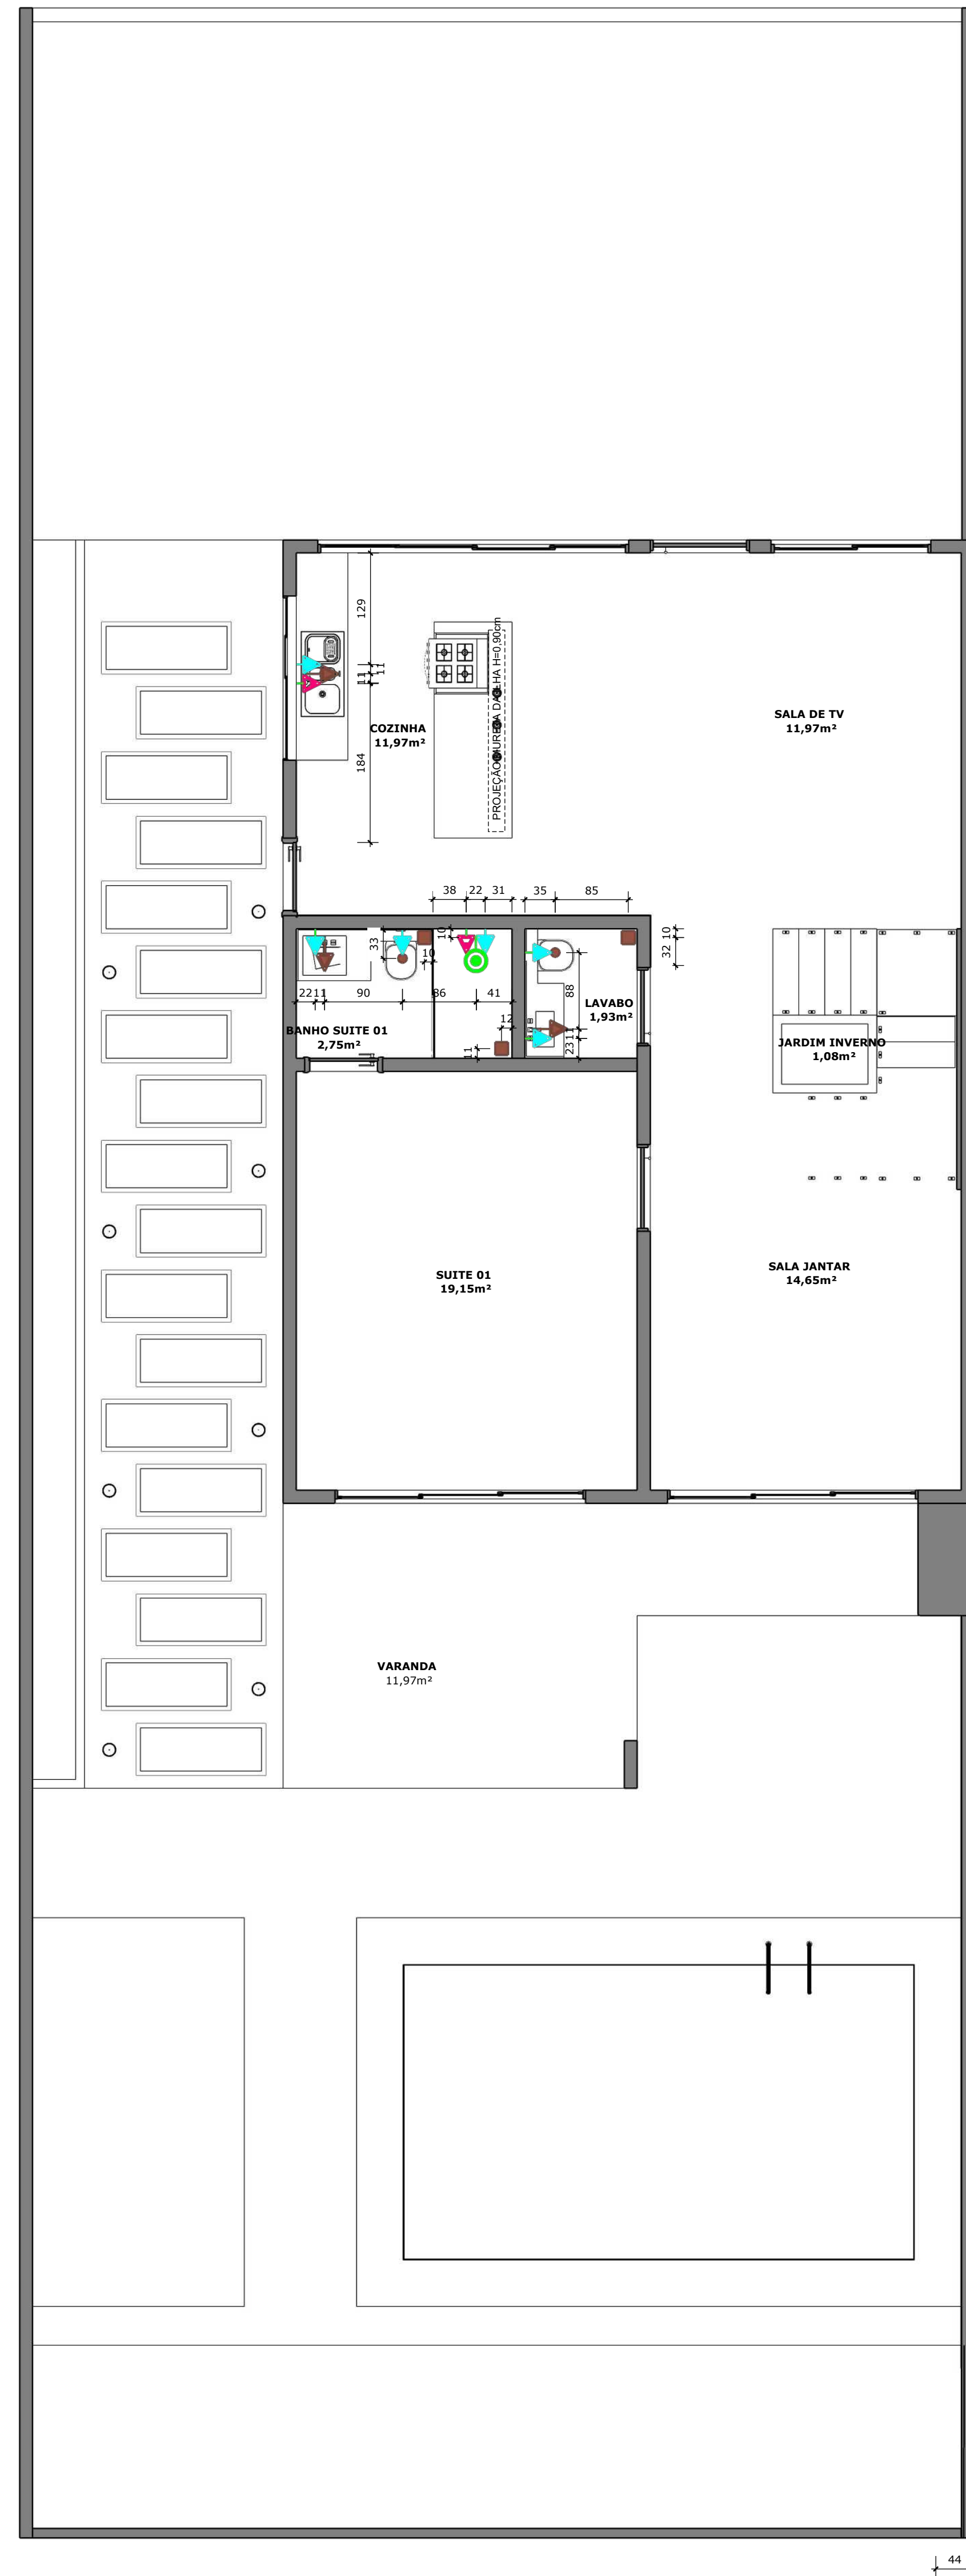 129
11
11
184
PROJEÇÃO MURETA DA ILHA H=0,90cm
COZINHA
11,97m²
SALA DE TV
11,97m²
38
22
31
35
85
10
33
10
10
32
22
11
90
86
41
88
12
11
11
23
BANHO SUITE 01
2,75m²
LAVABO
1,93m²
JARDIM INVERNO
1,08m²
SUITE 01
19,15m²
SALA JANTAR
14,65m²
VARANDA
11,97m²
44